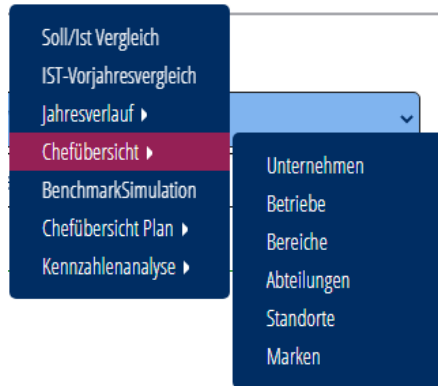 Soll/Ist Vergleich
IST-Vorjahresvergleich
Jahresverlauf
Chefübersicht
BenchmarkSimulation
Chefübersicht Plan
Kennzahlenanalyse
Unternehmen
Betriebe
Bereiche
Abteilungen
Standorte
Marken